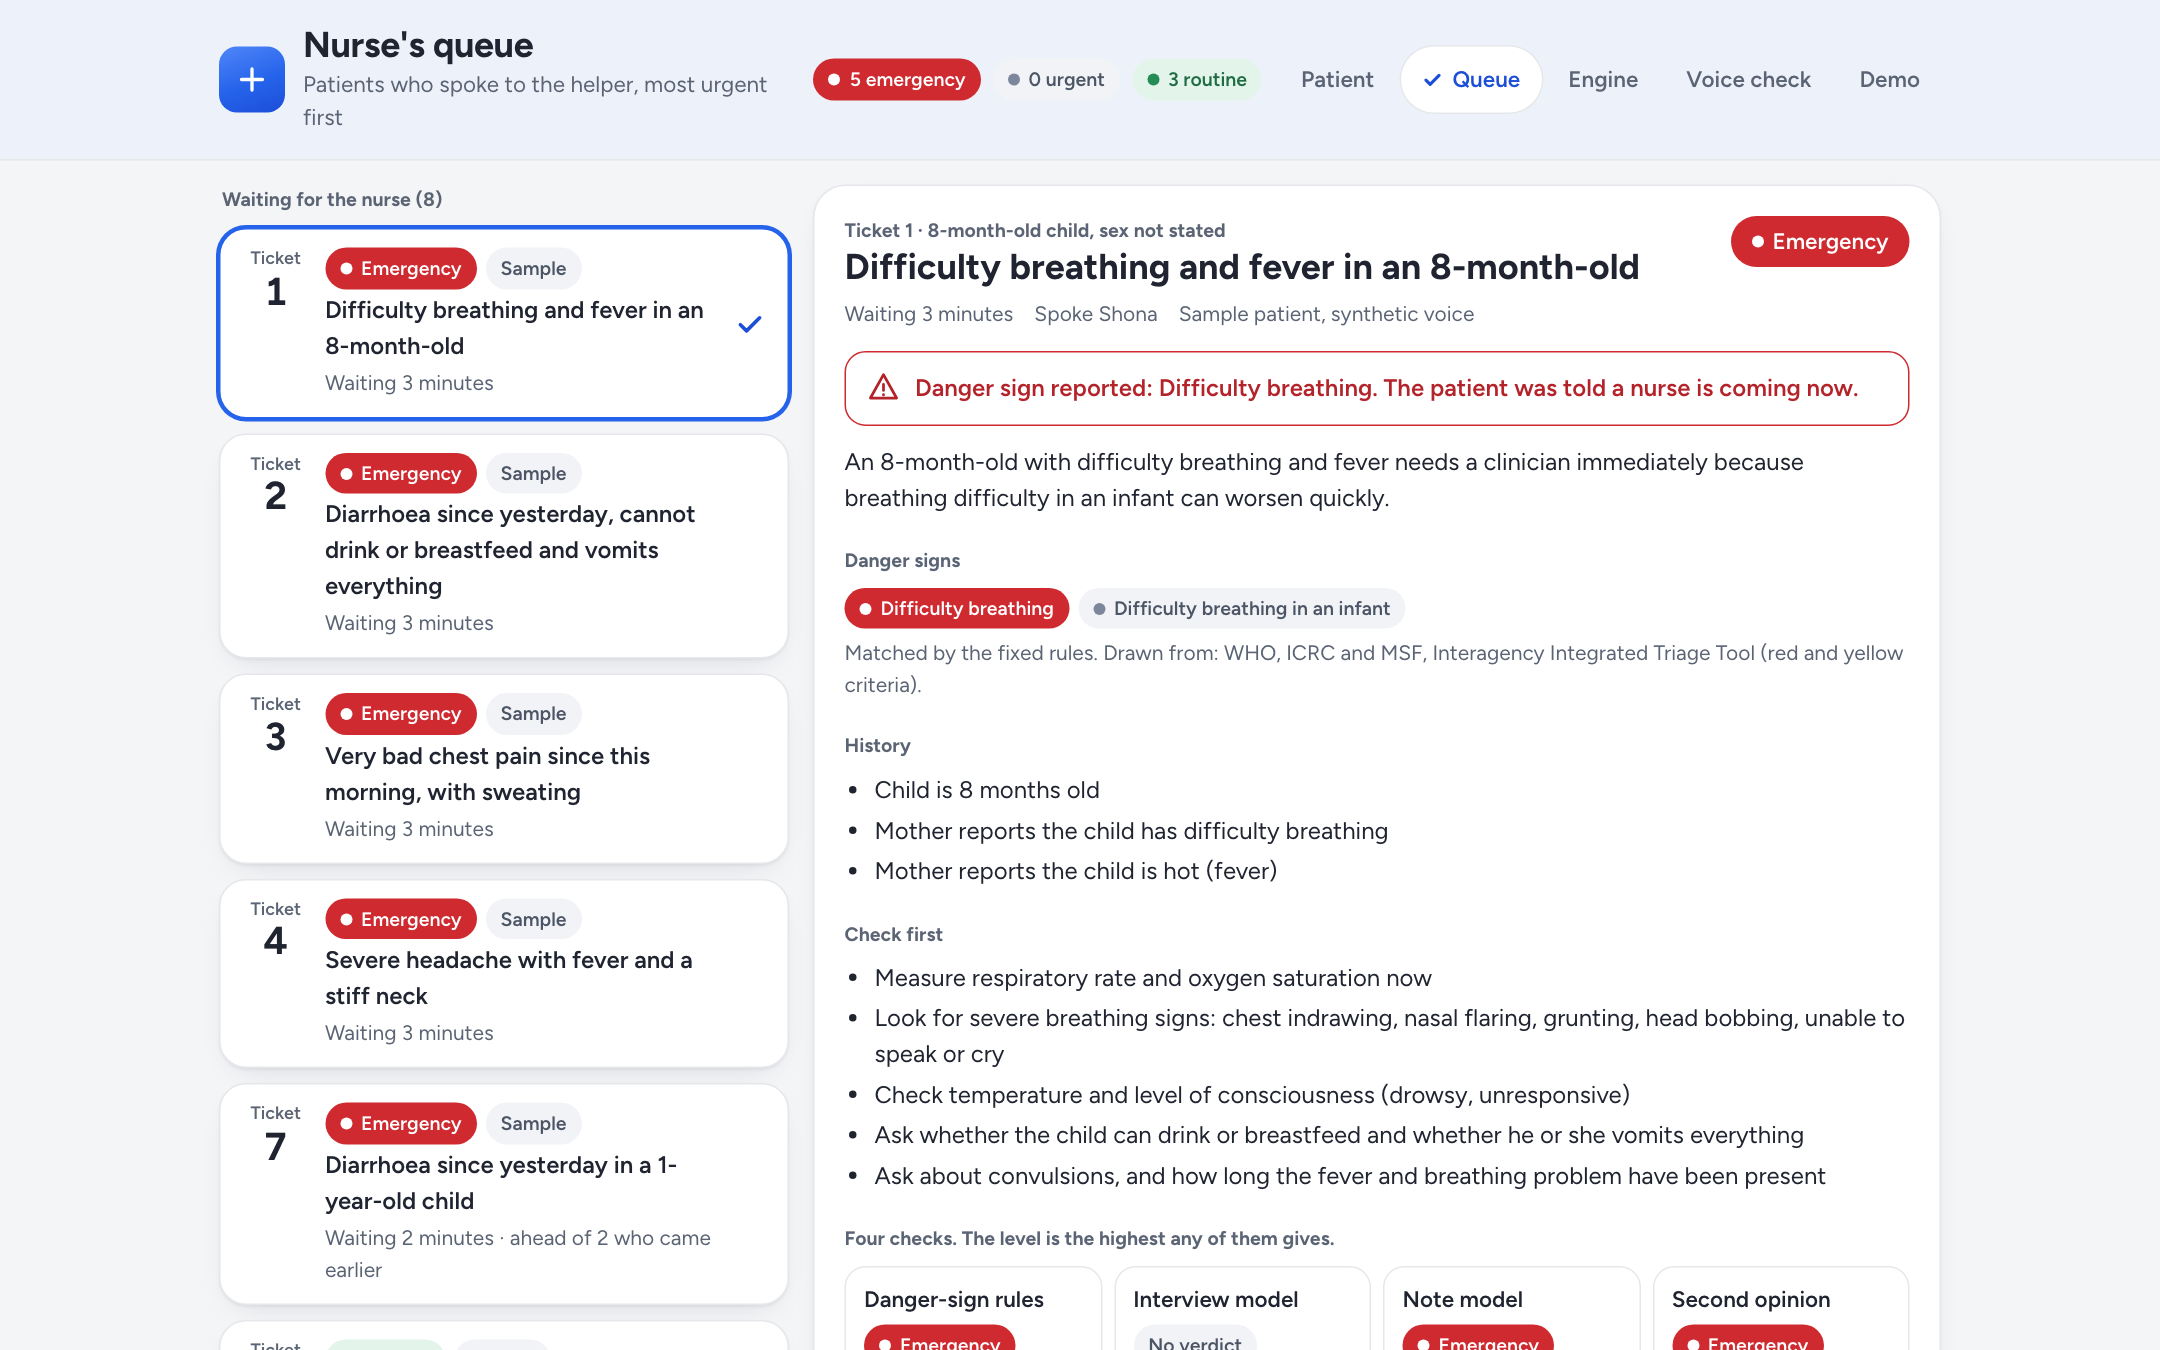 Nurse's queue
Patients who spoke to the helper, most urgent
first
5 emergency
0 urgent
3 routine
Patient
Queue
Engine
Voice check
Demo
Waiting for the nurse (8)
Ticket
1
Emergency
Sample
Difficulty breathing and fever in an
8-month-old
Waiting 3 minutes
Ticket
2
Emergency
Sample
Diarrhoea since yesterday, cannot
drink or breastfeed and vomits
everything
Waiting 3 minutes
Ticket
3
Emergency
Sample
Very bad chest pain since this
morning, with sweating
Waiting 3 minutes
Ticket
4
Emergency
Sample
Severe headache with fever and a
stiff neck
Waiting 3 minutes
Ticket
7
Emergency
Sample
Diarrhoea since yesterday in a 1-
year-old child
Waiting 2 minutes · ahead of 2 who came
earlier
Ticket
Ticket 1 · 8-month-old child, sex not stated
Difficulty breathing and fever in an 8-month-old
Emergency
Waiting 3 minutes
Spoke Shona
Sample patient, synthetic voice
Danger sign reported: Difficulty breathing. The patient was told a nurse is coming now.
An 8-month-old with difficulty breathing and fever needs a clinician immediately because
breathing difficulty in an infant can worsen quickly.
Danger signs
Difficulty breathing
Difficulty breathing in an infant
Matched by the fixed rules. Drawn from: WHO, ICRC and MSF, Interagency Integrated Triage Tool (red and yellow
criteria).
History
• Child is 8 months old
• Mother reports the child has difficulty breathing
• Mother reports the child is hot (fever)
Check first
• Measure respiratory rate and oxygen saturation now
• Look for severe breathing signs: chest indrawing, nasal flaring, grunting, head bobbing, unable to
speak or cry
• Check temperature and level of consciousness (drowsy, unresponsive)
• Ask whether the child can drink or breastfeed and whether he or she vomits everything
• Ask about convulsions, and how long the fever and breathing problem have been present
Four checks. The level is the highest any of them gives.
Danger-sign rules
Emergency
Interview model
No verdict
Note model
Emergency
Second opinion
Emergency